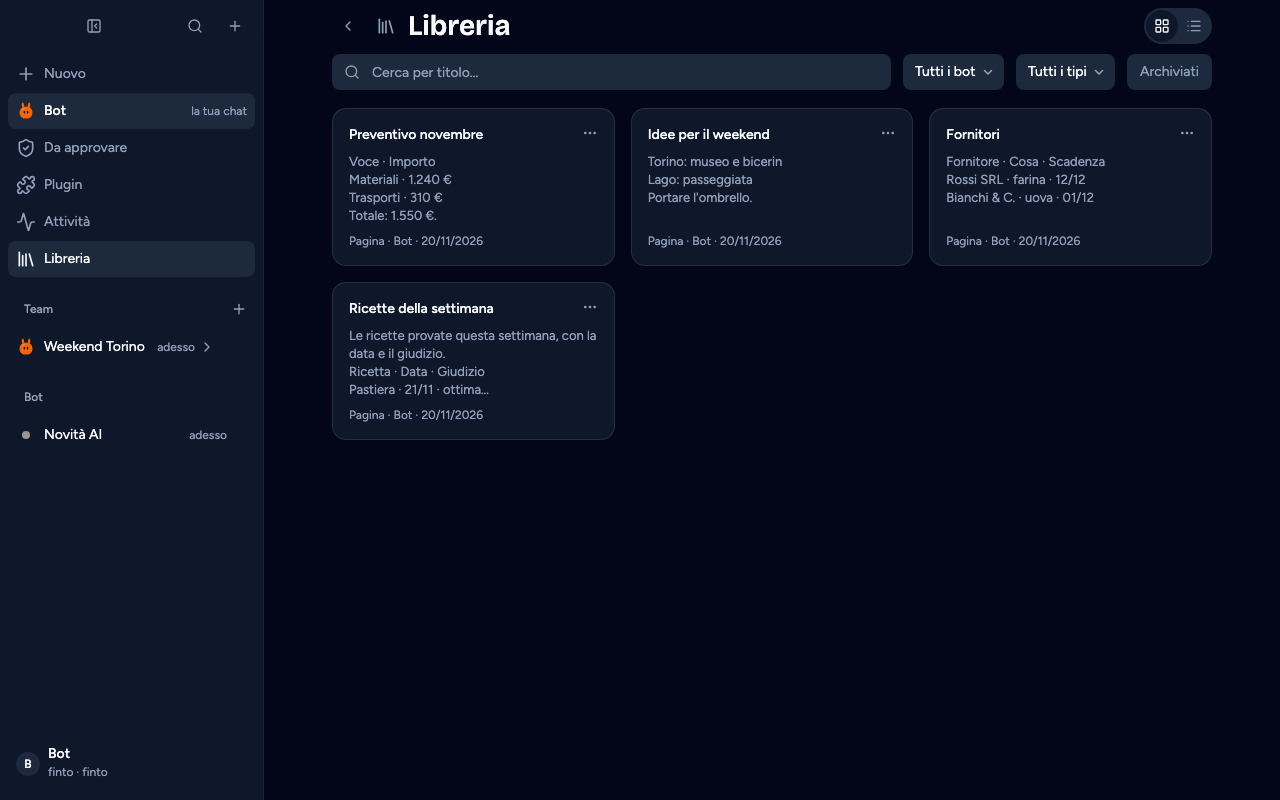 Nuovo
Bot la tua chat
Da approvare
Plugin
Attività
Libreria
Team
Weekend Torino adesso
Bot
Novità AI adesso
B
Bot
finto · finto
Libreria
Cerca per titolo...
Tutti i bot
Tutti i tipi
Archiviati
Preventivo novembre
Voce · Importo
Materiali · 1.240 €
Trasporti · 310 €
Totale: 1.550 €.
Pagina · Bot · 20/11/2026
Idee per il weekend
Torino: museo e bicerin
Lago: passeggiata
Portare l'ombrello.
Pagina · Bot · 20/11/2026
Fornitori
Fornitore · Cosa · Scadenza
Rossi SRL · farina · 12/12
Bianchi & C. · uova · 01/12
Pagina · Bot · 20/11/2026
Ricette della settimana
Le ricette provate questa settimana, con la
data e il giudizio.
Ricetta · Data · Giudizio
Pastiera · 21/11 · ottima...
Pagina · Bot · 20/11/2026